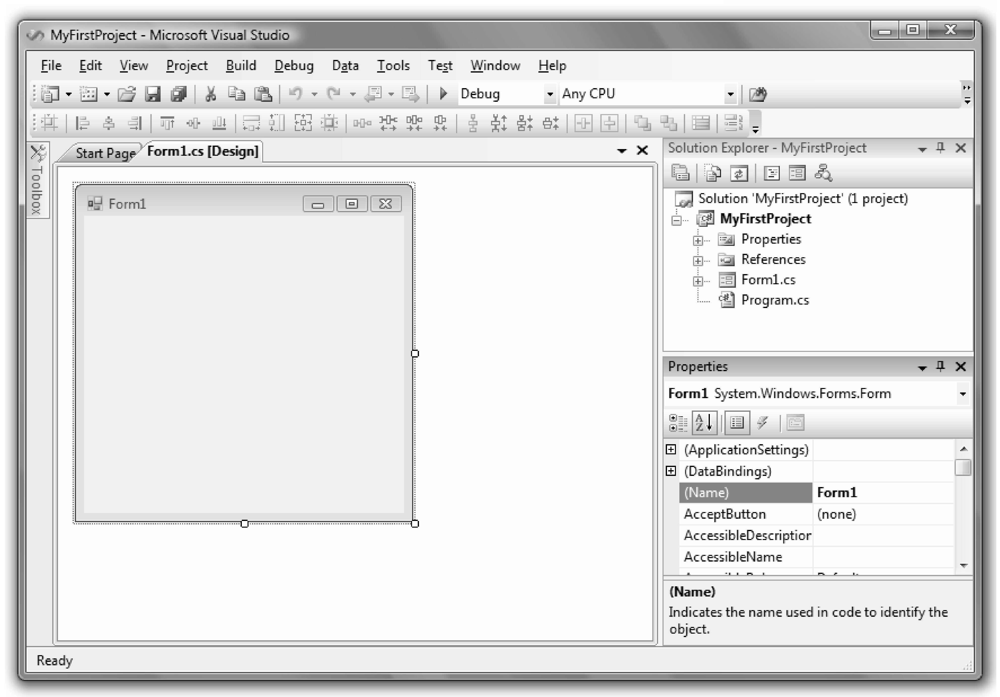 MyFirstProject - Microsoft Visual Studio
File Edit View Project Build Debug Data Tools Test Window Help
Debug Any CPU
Toolbox
Start Page Form1.cs [Design]
Form1
Solution Explorer - MyFirstProject
Solution 'MyFirstProject' (1 project)
MyFirstProject
Properties
References
Form1.cs
Program.cs
Properties
Form1 System.Windows.Forms.Form
(ApplicationSettings)
(DataBindings)
(Name) Form1
AcceptButton (none)
AccessibleDescription
AccessibleName
(Name)
Indicates the name used in code to identify the
object.
Ready